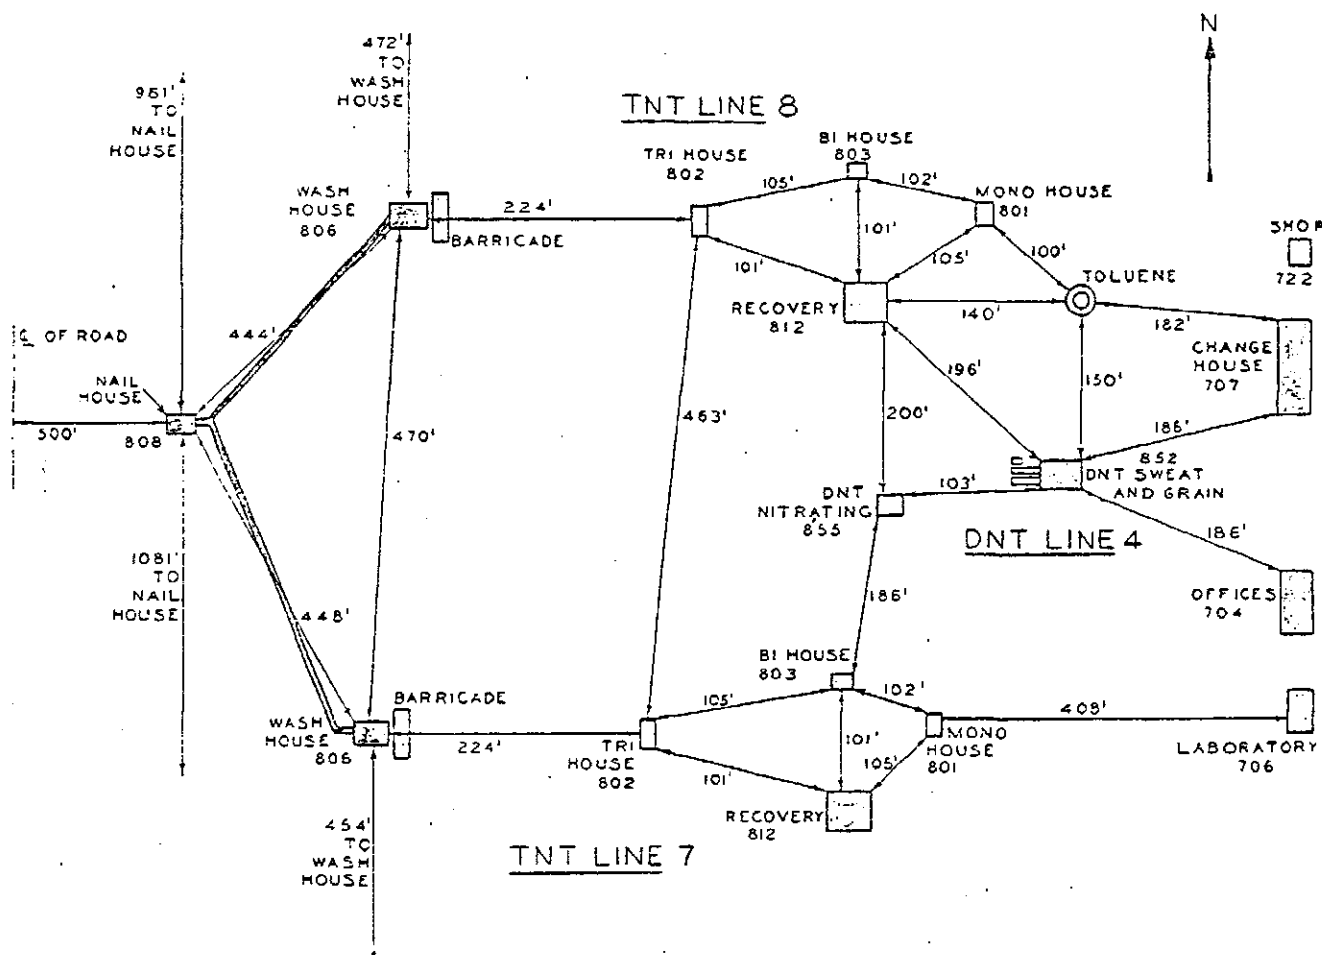 N
472'
TO
WASH
HOUSE
981'
TO
NAIL
HOUSE
TNT LINE 8
BI HOUSE
803
TRI HOUSE
802
105'
102'
MONO HOUSE
801
WASH
HOUSE
806
224'
BARRICADE
101'
101'
105'
100'
TOLUENE
SHOP
722
RECOVERY
812
140'
182'
444'
℄ OF ROAD
NAIL
HOUSE
808
500'
CHANGE
HOUSE
707
196'
150'
463'
200'
470'
186'
852
DNT SWEAT
AND GRAIN
103'
DNT
NITRATING
855
DNT LINE 4
186'
1081'
TO
NAIL
HOUSE
OFFICES
704
186'
448'
BI HOUSE
803
BARRICADE
105'
102'
408'
WASH
HOUSE
806
224'
TRI
HOUSE
802
101'
101'
105'
MONO
HOUSE
801
LABORATORY
706
RECOVERY
812
454'
TO
WASH
HOUSE
TNT LINE 7